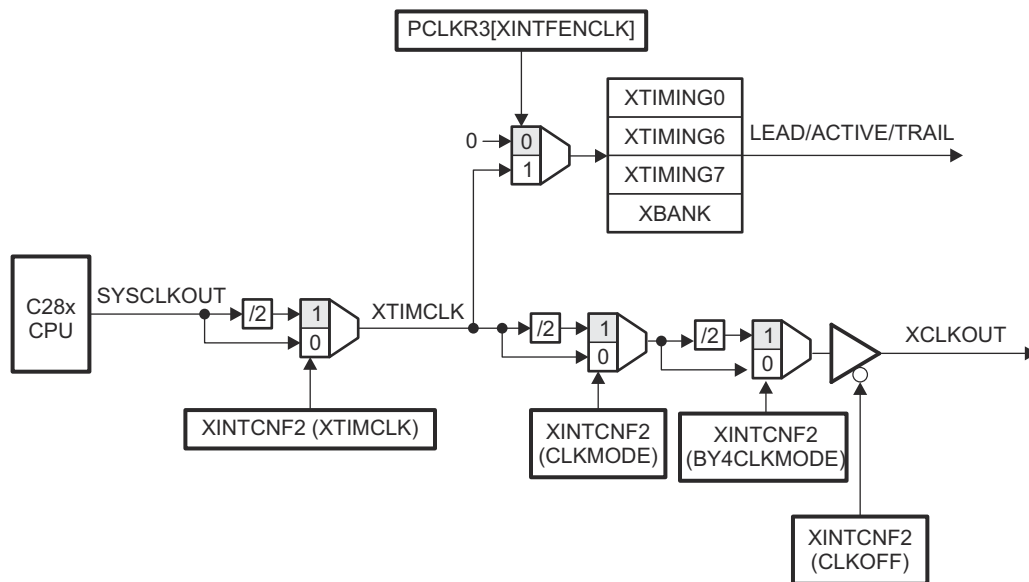 PCLKR3[XINTFENCLK]
XTIMING0
0
0
XTIMING6
LEAD/ACTIVE/TRAIL
1
XTIMING7
XBANK
C28x
CPU
SYSCLKOUT
/2
1
0
XTIMCLK
/2
1
0
/2
1
0
XCLKOUT
XINTCNF2 (XTIMCLK)
XINTCNF2
(CLKMODE)
XINTCNF2
(BY4CLKMODE)
XINTCNF2
(CLKOFF)